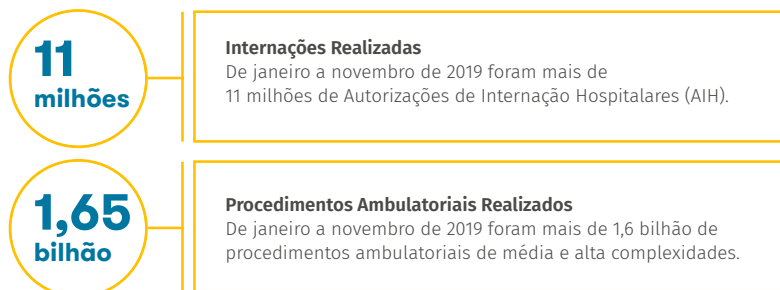 11
milhões
Internações Realizadas
De janeiro a novembro de 2019 foram mais de
11 milhões de Autorizações de Internação Hospitalares (AIH).
1,65
bilhão
Procedimentos Ambulatoriais Realizados
De janeiro a novembro de 2019 foram mais de 1,6 bilhão de
procedimentos ambulatoriais de média e alta complexidades.